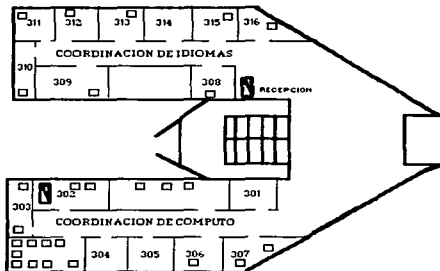 311 312 313 314 315 316
COORDINACION DE IDIOMAS
310
309 308
RECEPCION
302 301
303
COORDINACION DE COMPUTO
304 305 306 307